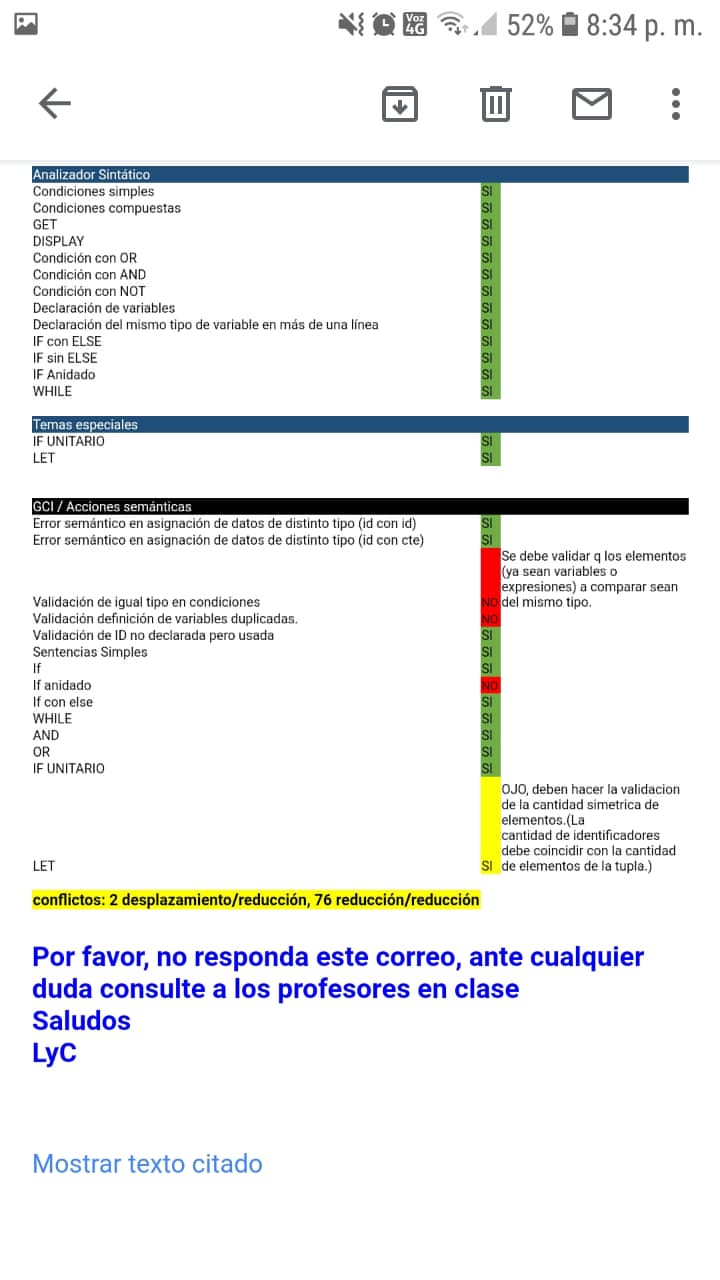 Voz 4G 52% 8:34 p. m.
Analizador Sintático
Condiciones simples SI
Condiciones compuestas SI
GET SI
DISPLAY SI
Condición con OR SI
Condición con AND SI
Condición con NOT SI
Declaración de variables SI
Declaración del mismo tipo de variable en más de una línea SI
IF con ELSE SI
IF sin ELSE SI
IF Anidado SI
WHILE SI
Temas especiales
IF UNITARIO SI
LET SI
GCI / Acciones semánticas
Error semántico en asignación de datos de distinto tipo (id con id) SI
Error semántico en asignación de datos de distinto tipo (id con cte) SI
Se debe validar q los elementos
(ya sean variables o
expresiones) a comparar sean
Validación de igual tipo en condiciones NO del mismo tipo.
Validación definición de variables duplicadas. NO
Validación de ID no declarada pero usada SI
Sentencias Simples SI
If SI
If anidado NO
If con else SI
WHILE SI
AND SI
OR SI
IF UNITARIO SI
OJO, deben hacer la validacion
de la cantidad simetrica de
elementos.(La
cantidad de identificadores
debe coincidir con la cantidad
LET SI de elementos de la tupla.)
conflictos: 2 desplazamiento/reducción, 76 reducción/reducción
Por favor, no responda este correo, ante cualquier
duda consulte a los profesores en clase
Saludos
LyC
Mostrar texto citado